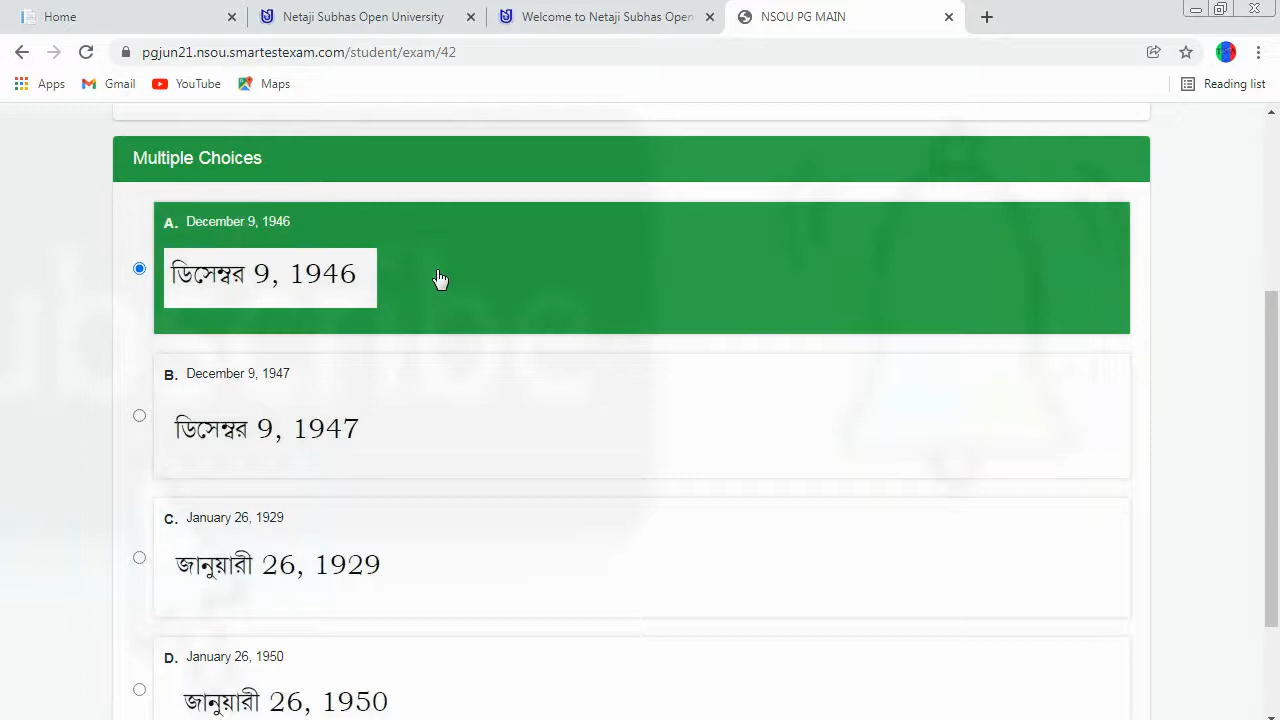 Home
Netaji Subhas Open University
Welcome to Netaji Subhas Open
NSOU PG MAIN
pgjun21.nsou.smartestexam.com/student/exam/42
Apps
Gmail
YouTube
Maps
Reading list
Multiple Choices
A. December 9, 1946
ডিসেম্বর 9, 1946
B. December 9, 1947
ডিসেম্বর 9, 1947
C. January 26, 1929
জানুয়ারী 26, 1929
D. January 26, 1950
জানুয়ারী 26, 1950